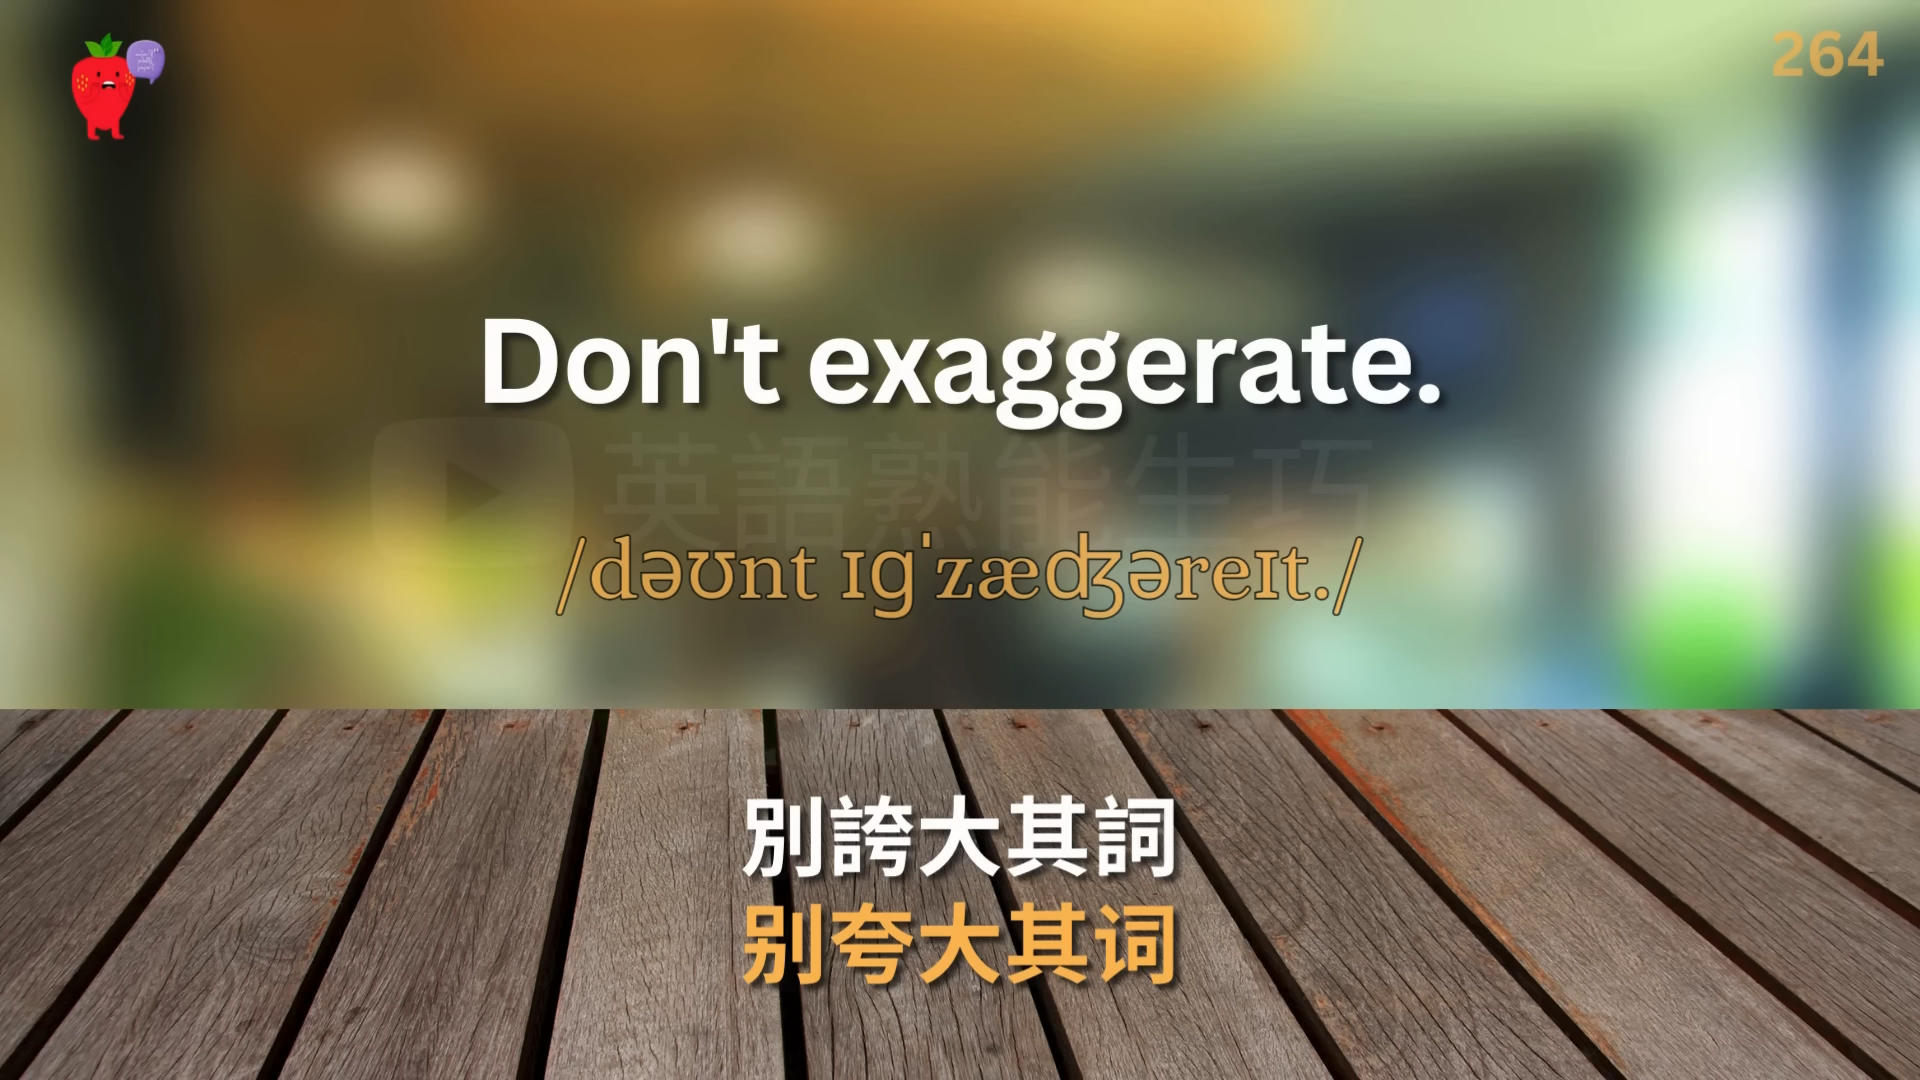 264
Don't exaggerate.
英語熟能生巧
/dəʊnt ɪɡˈzæʤəreɪt./
別誇大其詞
别夸大其词